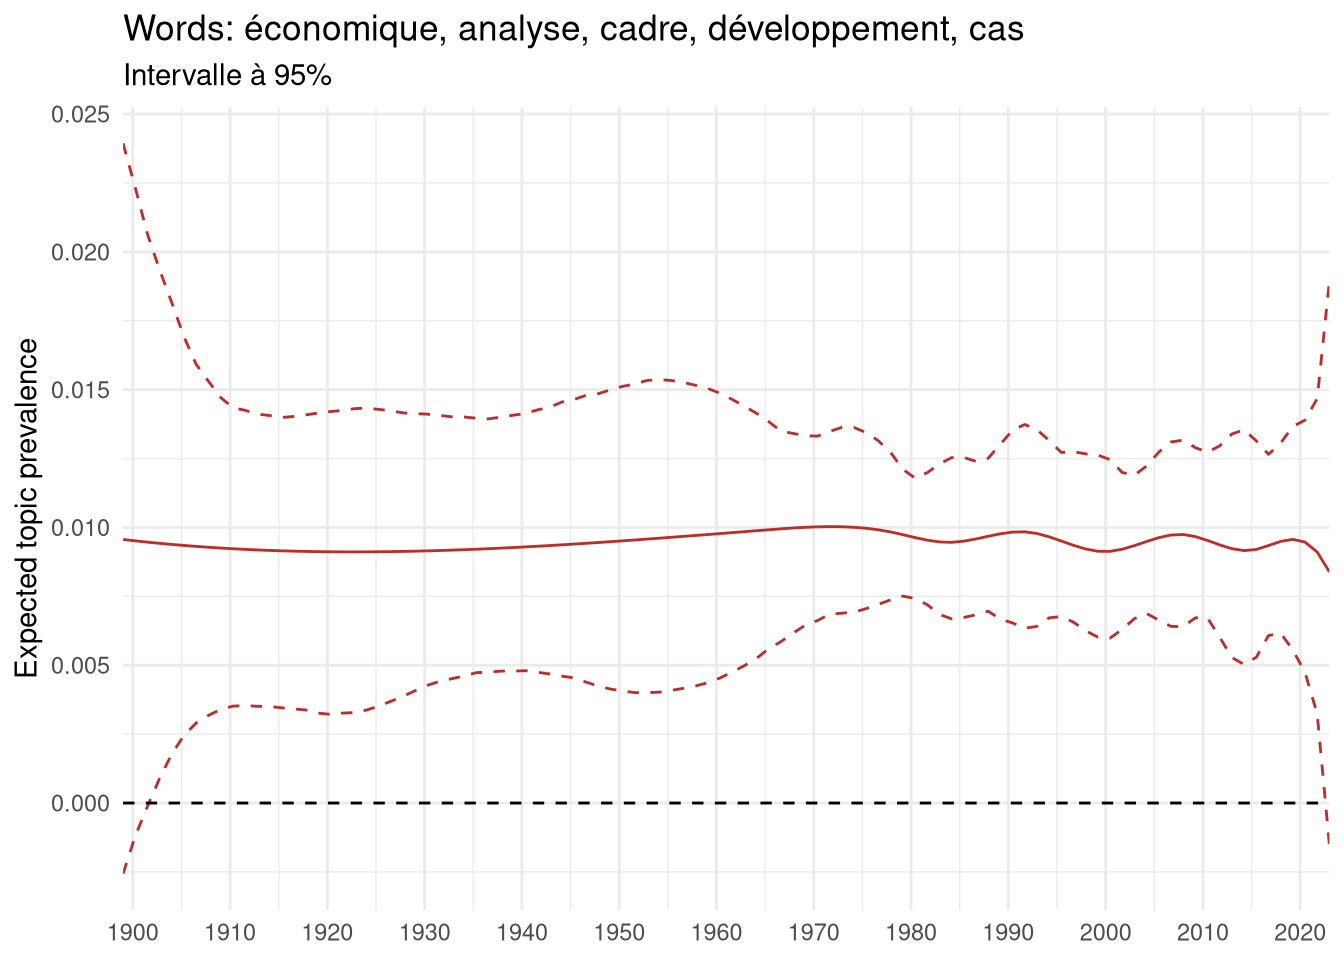 Words: économique, analyse, cadre, développement, cas
Intervalle à 95%
Expected topic prevalence
0.025
0.020
0.015
0.010
0.005
0.000
1900 1910 1920 1930 1940 1950 1960 1970 1980 1990 2000 2010 2020